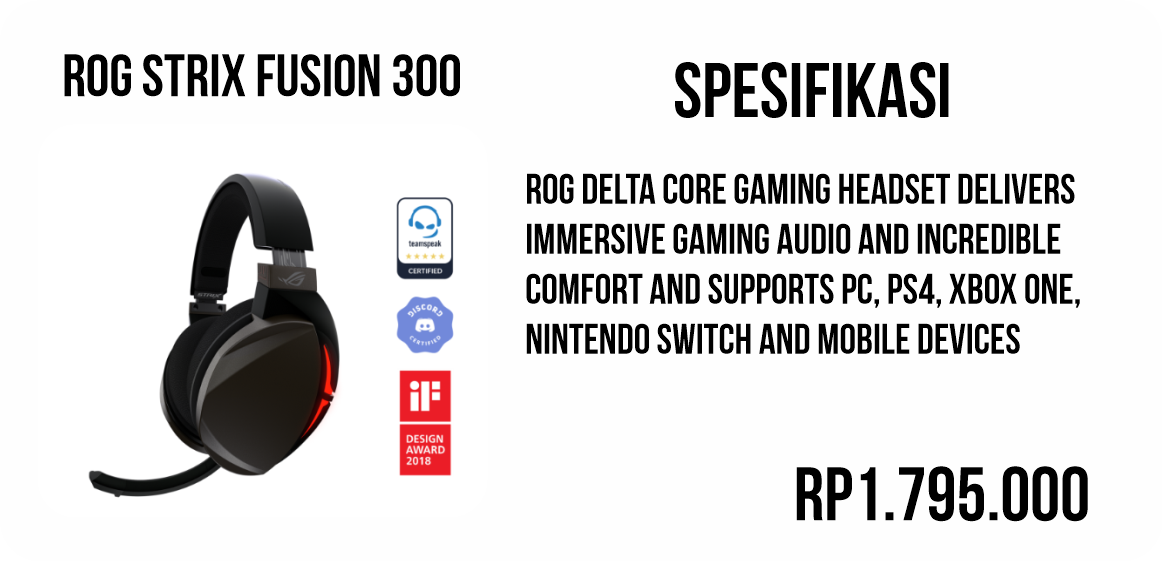 ROG STRIX FUSION 300
STRIX
teamspeak
CERTIFIED
DISCORD
CERTIFIED
iF
DESIGN
AWARD
2018
SPESIFIKASI
ROG DELTA CORE GAMING HEADSET DELIVERS
IMMERSIVE GAMING AUDIO AND INCREDIBLE
COMFORT AND SUPPORTS PC, PS4, XBOX ONE,
NINTENDO SWITCH AND MOBILE DEVICES
RP1.795.000